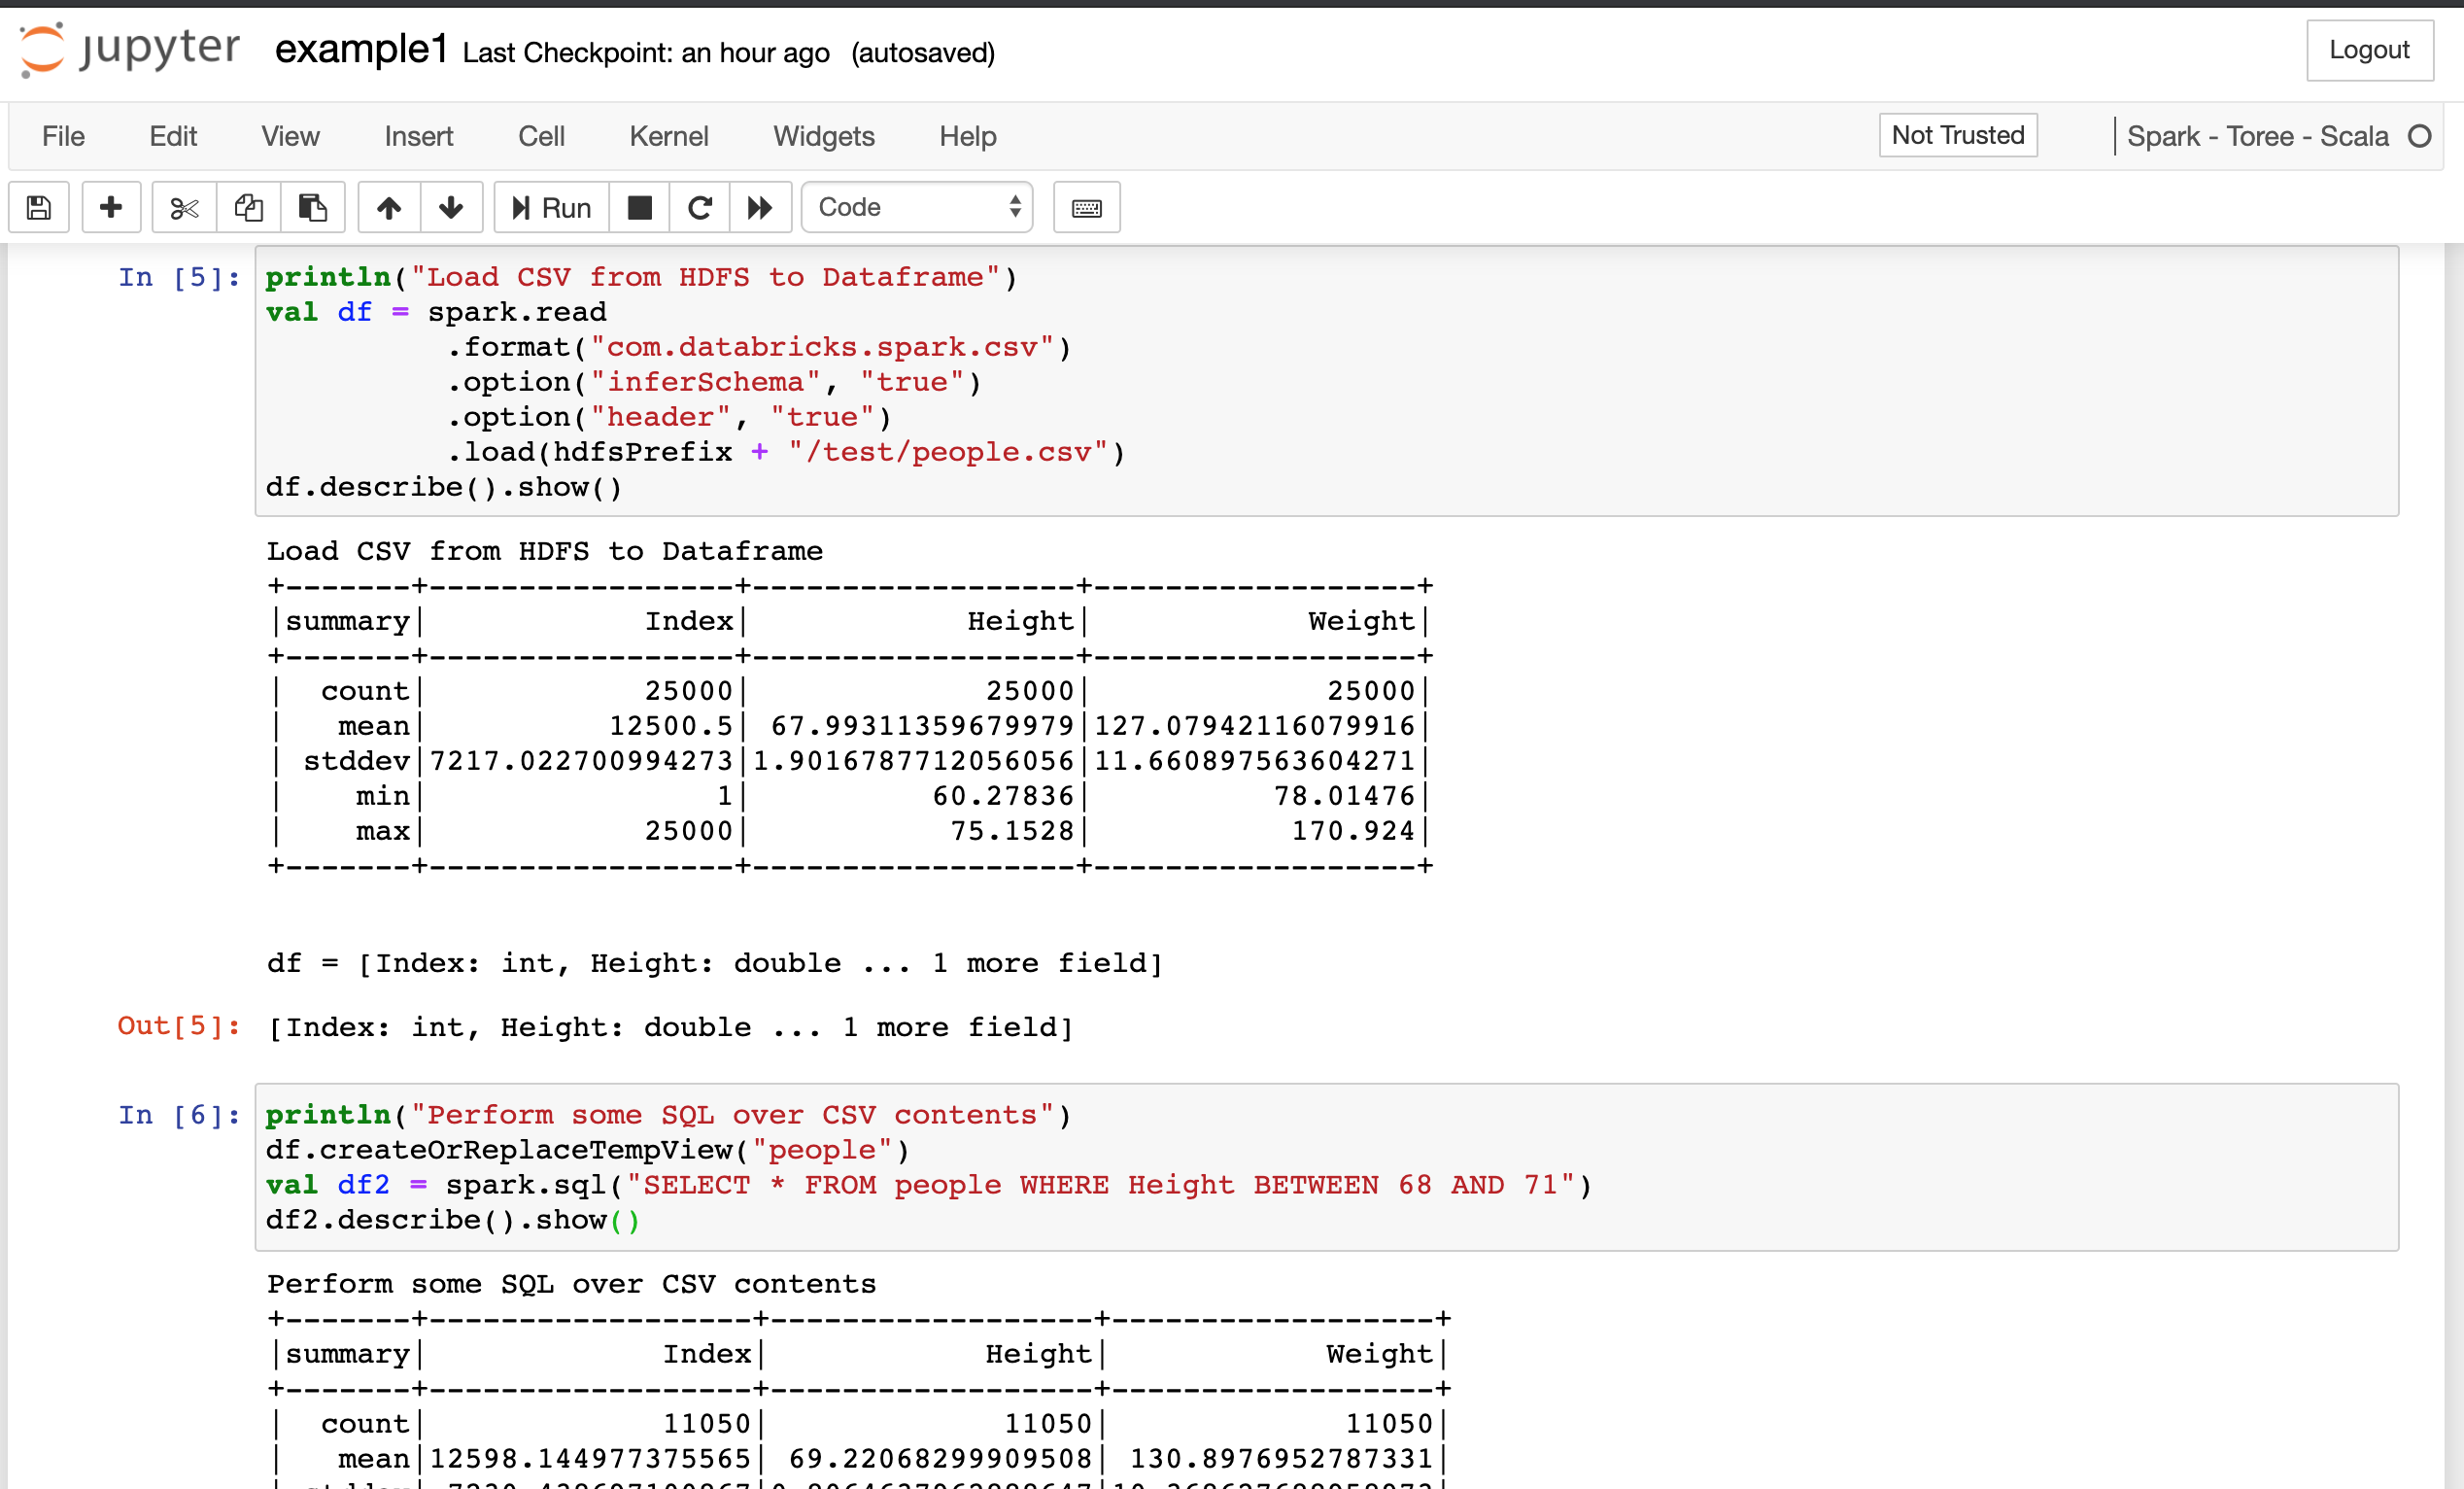 jupyter example1 Last Checkpoint: an hour ago (autosaved) Logout
File Edit View Insert Cell Kernel Widgets Help Not Trusted Spark - Toree - Scala
Run Code
In [5]: println("Load CSV from HDFS to Dataframe")
val df = spark.read
.format("com.databricks.spark.csv")
.option("inferSchema", "true")
.option("header", "true")
.load(hdfsPrefix + "/test/people.csv")
df.describe().show()
Load CSV from HDFS to Dataframe
+-------+-----------------+------------------+------------------+
|summary|            Index|            Height|            Weight|
+-------+-----------------+------------------+------------------+
|  count|            25000|             25000|             25000|
|   mean|          12500.5| 67.99311359679979|127.07942116079916|
| stddev|7217.022700994273|1.9016787712056056|11.660897563604271|
|    min|                1|          60.27836|          78.01476|
|    max|            25000|           75.1528|           170.924|
+-------+-----------------+------------------+------------------+
df = [Index: int, Height: double ... 1 more field]
Out[5]: [Index: int, Height: double ... 1 more field]
In [6]: println("Perform some SQL over CSV contents")
df.createOrReplaceTempView("people")
val df2 = spark.sql("SELECT * FROM people WHERE Height BETWEEN 68 AND 71")
df2.describe().show()
Perform some SQL over CSV contents
+-------+------------------+------------------+------------------+
|summary|             Index|            Height|            Weight|
+-------+------------------+------------------+------------------+
|  count|             11050|             11050|             11050|
|   mean|12598.144977375565| 69.22068299909508| 130.8976952787331|